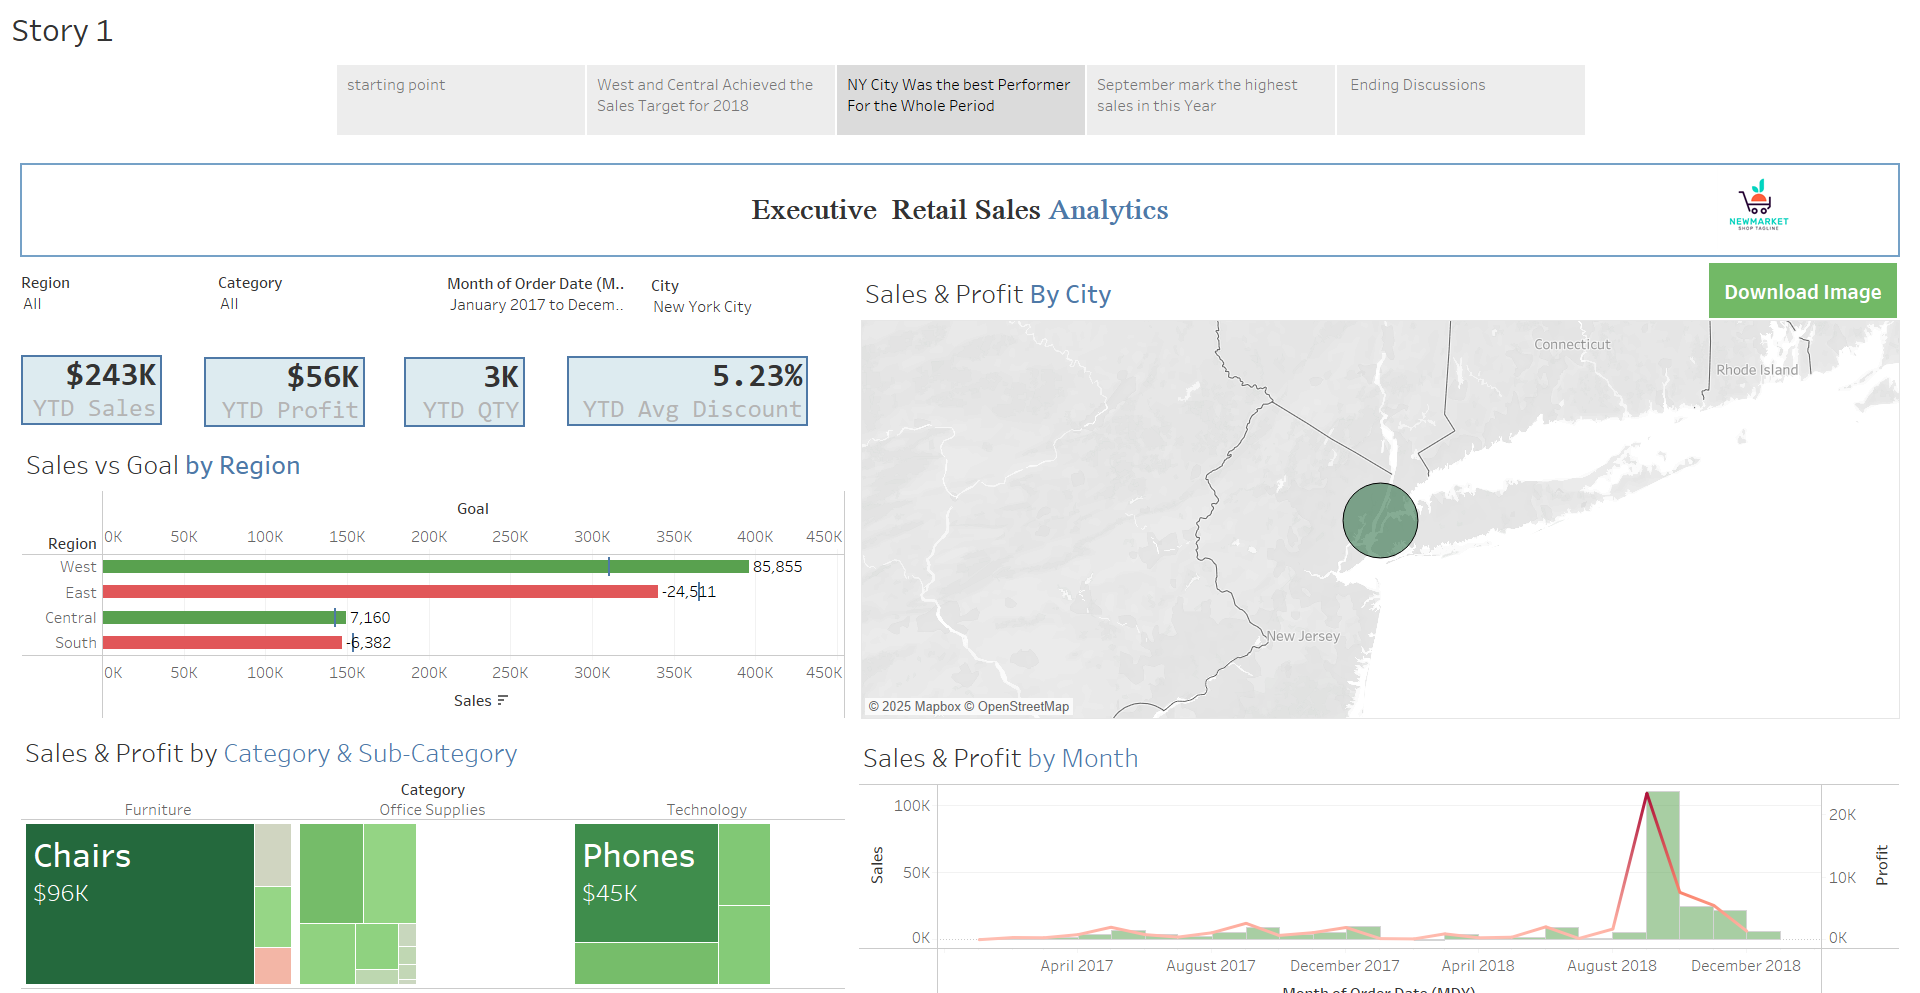 Story 1
starting point
West and Central Achieved the
Sales Target for 2018
NY City Was the best Performer
For the Whole Period
September mark the highest
sales in this Year
Ending Discussions
Executive Retail Sales Analytics
NEWMARKET
SHOP TAGLINE
Region
All
Category
All
Month of Order Date (M..
January 2017 to Decem..
City
New York City
$243K
YTD Sales
$56K
YTD Profit
3K
YTD QTY
5.23%
YTD Avg Discount
Sales & Profit By City
Download Image
Connecticut
Rhode Island
New Jersey
© 2025 Mapbox © OpenStreetMap
Sales vs Goal by Region
Goal
Region
0K 50K 100K 150K 200K 250K 300K 350K 400K 450K
West 85,855
East -24,511
Central 7,160
South -6,382
0K 50K 100K 150K 200K 250K 300K 350K 400K 450K
Sales
Sales & Profit by Category & Sub-Category
Category
Furniture Office Supplies Technology
Chairs
$96K
Phones
$45K
Sales & Profit by Month
Sales
100K
50K
0K
Profit
20K
10K
0K
April 2017 August 2017 December 2017 April 2018 August 2018 December 2018
Month of Order Date (MDY)